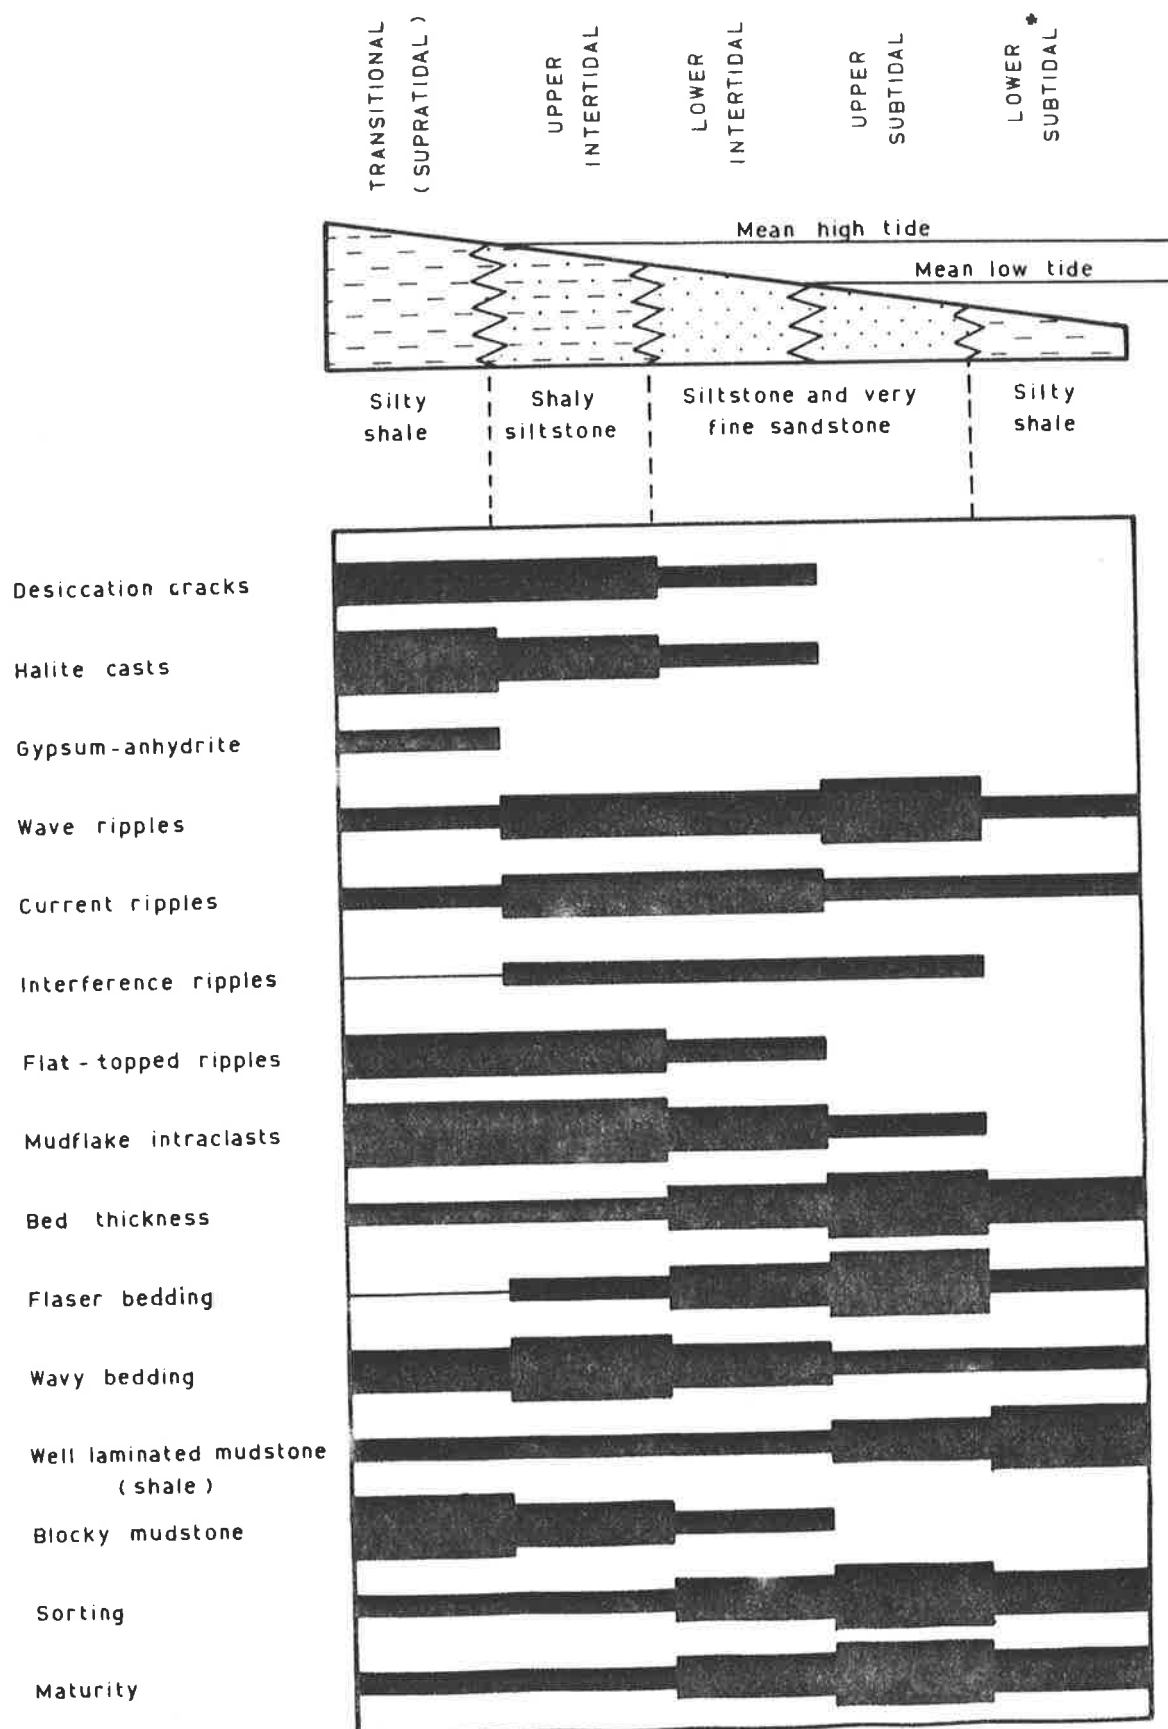 TRANSITIONAL
(SUPRATIDAL)
UPPER
INTERTIDAL
LOWER
INTERTIDAL
UPPER
SUBTIDAL
LOWER
SUBTIDAL*
Mean high tide
Mean low tide
Silty
shale
Shaly
siltstone
Siltstone and very
fine sandstone
Silty
shale
Desiccation cracks
Halite casts
Gypsum-anhydrite
Wave ripples
Current ripples
Interference ripples
Flat-topped ripples
Mudflake intraclasts
Bed thickness
Flaser bedding
Wavy bedding
Well laminated mudstone
(shale)
Blocky mudstone
Sorting
Maturity